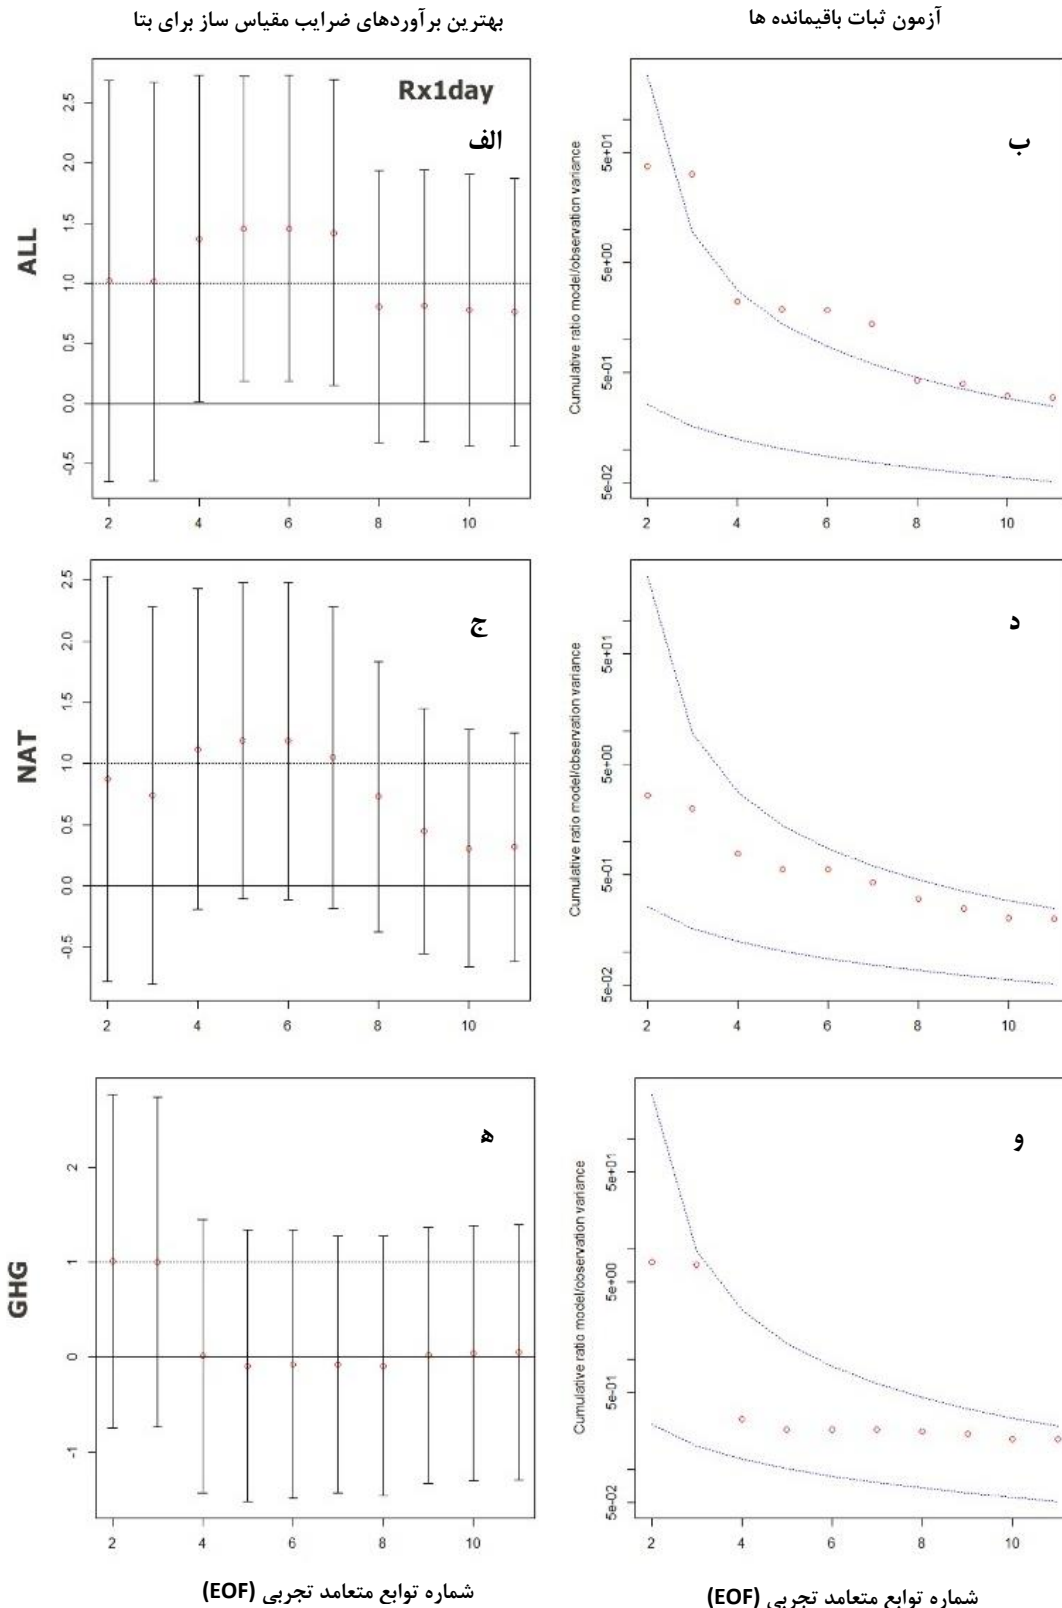 بهترین برآوردهای ضرایب مقیاس ساز برای بتا
آزمون ثبات باقیمانده ها
ALL
Rx1day
الف
2.5
2.0
1.5
1.0
0.5
0.0
-0.5
2 4 6 8 10
Cumulative ratio model/observation variance
ب
5e+01
5e+00
5e-01
5e-02
2 4 6 8 10
NAT
ج
2.5
2.0
1.5
1.0
0.5
0.0
-0.5
2 4 6 8 10
Cumulative ratio model/observation variance
د
5e+01
5e+00
5e-01
5e-02
2 4 6 8 10
GHG
ه
2
1
0
-1
2 4 6 8 10
Cumulative ratio model/observation variance
و
5e+01
5e+00
5e-01
5e-02
2 4 6 8 10
شماره توابع متعامد تجربی (EOF)
شماره توابع متعامد تجربی (EOF)